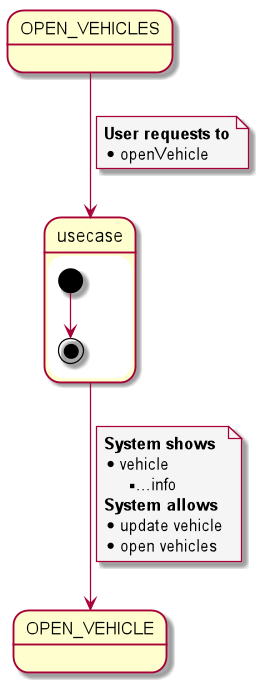 OPEN_VEHICLES
User requests to
• openVehicle
usecase
System shows
• vehicle
▪ ...info
System allows
• update vehicle
• open vehicles
OPEN_VEHICLE